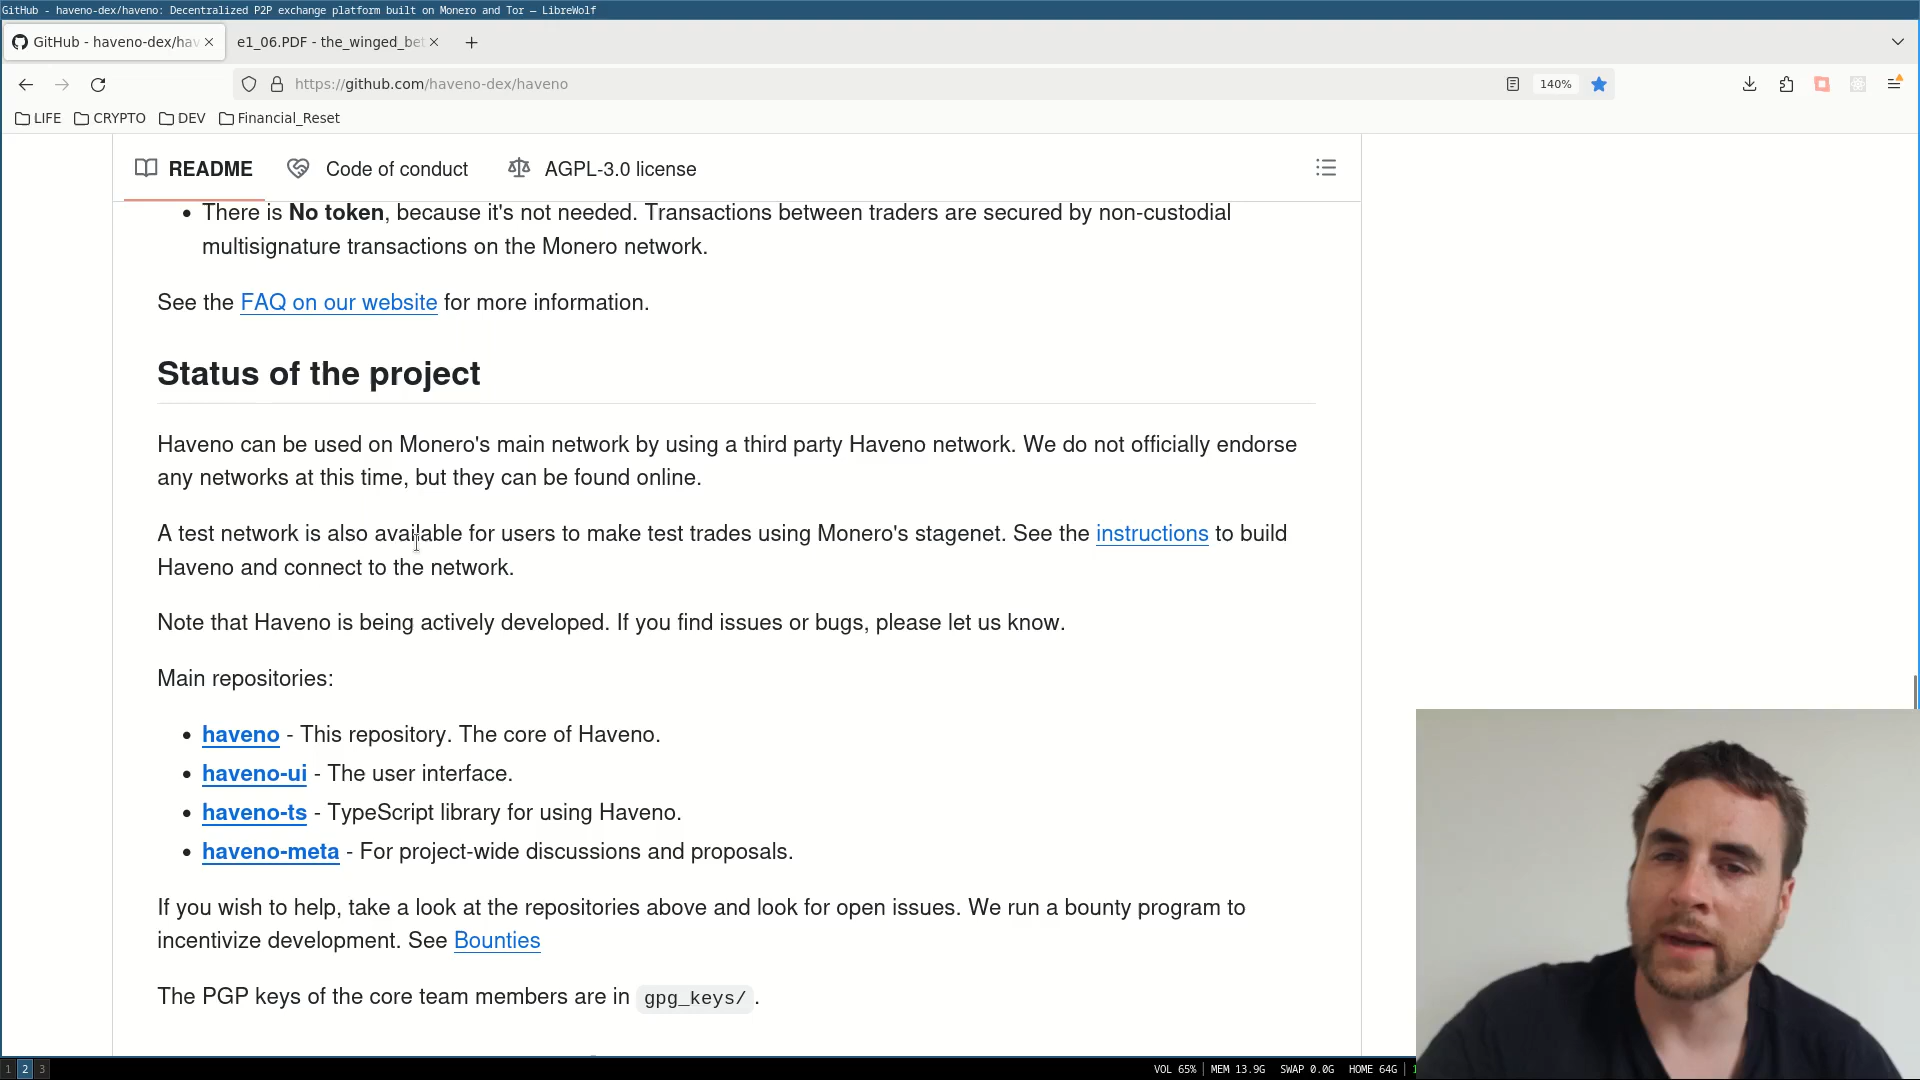 GitHub - haveno-dex/haveno: Decentralized P2P exchange platform built on Monero and Tor — LibreWolf
GitHub - haveno-dex/hav
e1_06.PDF - the_winged_bet
https://github.com/haveno-dex/haveno
140%
LIFE CRYPTO DEV Financial_Reset
README Code of conduct AGPL-3.0 license
• There is No token, because it's not needed. Transactions between traders are secured by non-custodial
multisignature transactions on the Monero network.
See the FAQ on our website for more information.
Status of the project
Haveno can be used on Monero's main network by using a third party Haveno network. We do not officially endorse
any networks at this time, but they can be found online.
A test network is also available for users to make test trades using Monero's stagenet. See the instructions to build
Haveno and connect to the network.
Note that Haveno is being actively developed. If you find issues or bugs, please let us know.
Main repositories:
• haveno - This repository. The core of Haveno.
• haveno-ui - The user interface.
• haveno-ts - TypeScript library for using Haveno.
• haveno-meta - For project-wide discussions and proposals.
If you wish to help, take a look at the repositories above and look for open issues. We run a bounty program to
incentivize development. See Bounties
The PGP keys of the core team members are in gpg_keys/ .
1 2 3 VOL 65% | MEM 13.9G SWAP 0.0G HOME 64G | 1